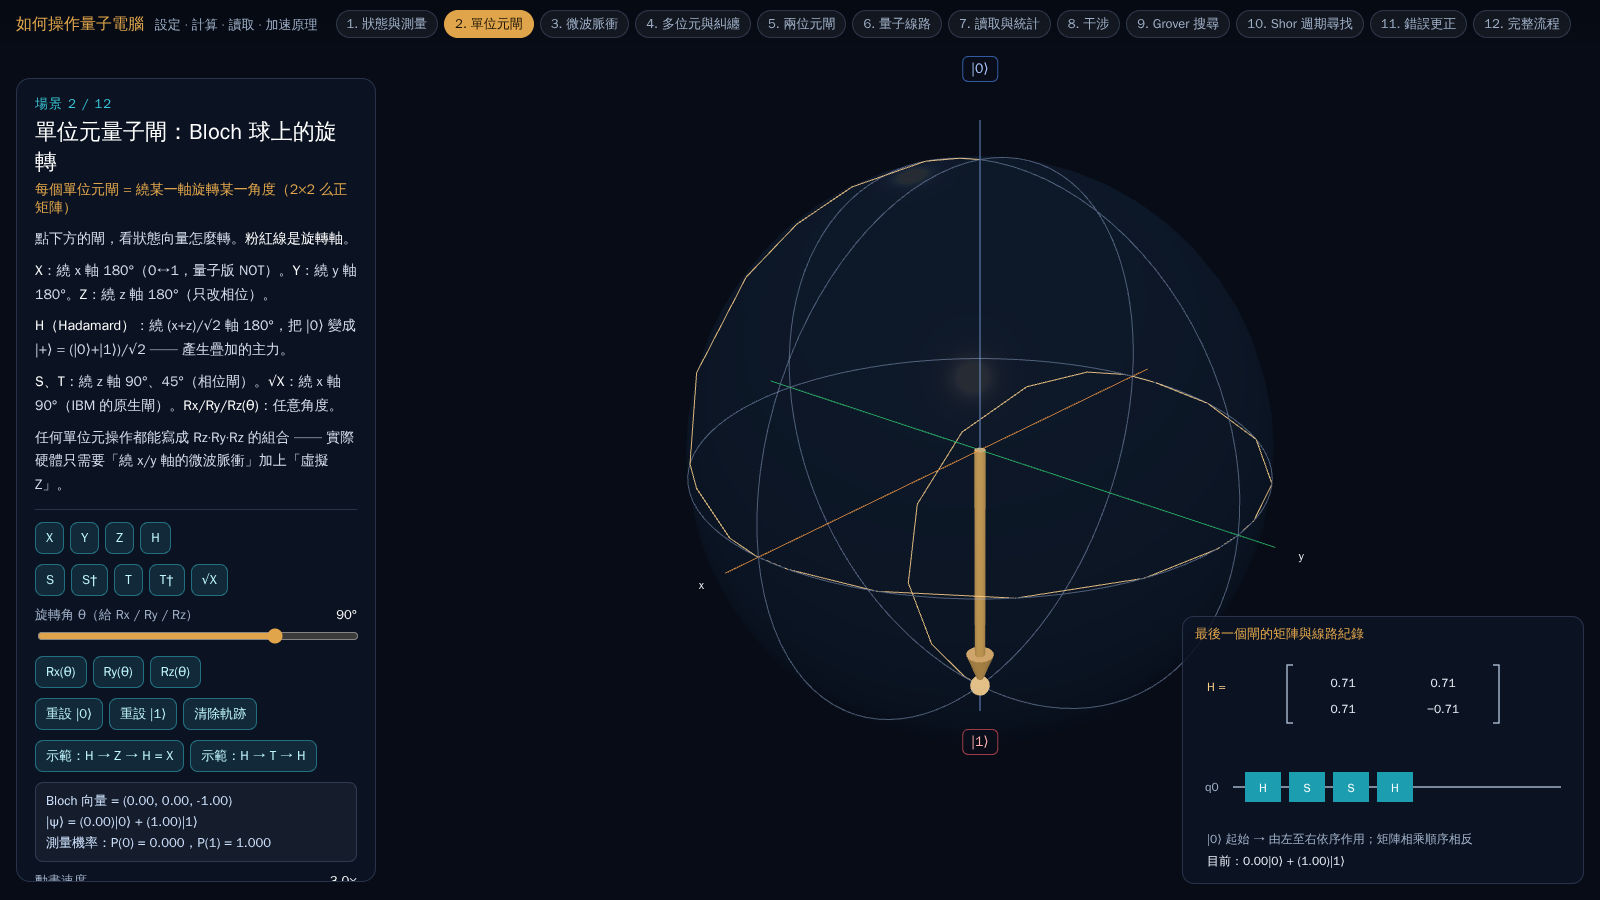 如何操作量子電腦 設定 · 計算 · 讀取 · 加速原理
1. 狀態與測量
2. 單位元閘
3. 微波脈衝
4. 多位元與糾纏
5. 兩位元閘
6. 量子線路
7. 讀取與統計
8. 干涉
9. Grover 搜尋
10. Shor 週期尋找
11. 錯誤更正
12. 完整流程
場景 2 / 12
單位元量子閘：Bloch 球上的旋
轉
每個單位元閘 = 繞某一軸旋轉某一角度（2×2 么正
矩陣）
點下方的閘，看狀態向量怎麼轉。粉紅線是旋轉軸。
X：繞 x 軸 180°（0↔1，量子版 NOT）。Y：繞 y 軸
180°。Z：繞 z 軸 180°（只改相位）。
H（Hadamard）：繞 (x+z)/√2 軸 180°，把 |0⟩ 變成
|+⟩ = (|0⟩+|1⟩)/√2 —— 產生疊加的主力。
S、T：繞 z 軸 90°、45°（相位閘）。√X：繞 x 軸
90°（IBM 的原生閘）。Rx/Ry/Rz(θ)：任意角度。
任何單位元操作都能寫成 Rz·Ry·Rz 的組合 —— 實際
硬體只需要「繞 x/y 軸的微波脈衝」加上「虛擬
Z」。
X Y Z H
S S† T T† √X
旋轉角 θ（給 Rx / Ry / Rz） 90°
Rx(θ) Ry(θ) Rz(θ)
重設 |0⟩ 重設 |1⟩ 清除軌跡
示範：H → Z → H = X 示範：H → T → H
Bloch 向量 = (0.00, 0.00, -1.00)
|ψ⟩ = (0.00)|0⟩ + (1.00)|1⟩
測量機率：P(0) = 0.000，P(1) = 1.000
動畫速度 3.0×
|0⟩
x
y
|1⟩
最後一個閘的矩陣與線路紀錄
H =
0.71 0.71
0.71 −0.71
q0 H S S H
|0⟩ 起始 → 由左至右依序作用；矩陣相乘順序相反
目前：0.00|0⟩ + (1.00)|1⟩